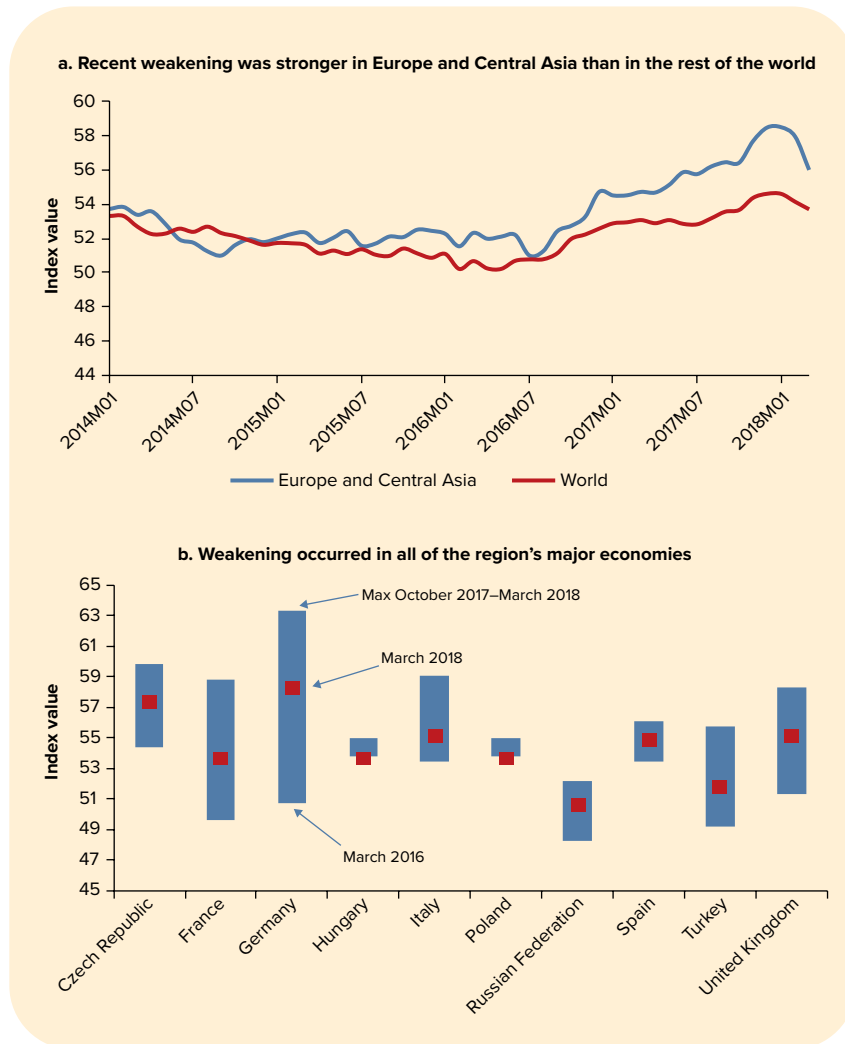 a. Recent weakening was stronger in Europe and Central Asia than in the rest of the world
60
58
56
54
52
50
48
46
44
Index value
2014M01
2014M07
2015M01
2015M07
2016M01
2016M07
2017M01
2017M07
2018M01
Europe and Central Asia
World
b. Weakening occurred in all of the region's major economies
65
63
61
59
57
55
53
51
49
47
45
Index value
Max October 2017–March 2018
March 2018
March 2016
Czech Republic
France
Germany
Hungary
Italy
Poland
Russian Federation
Spain
Turkey
United Kingdom